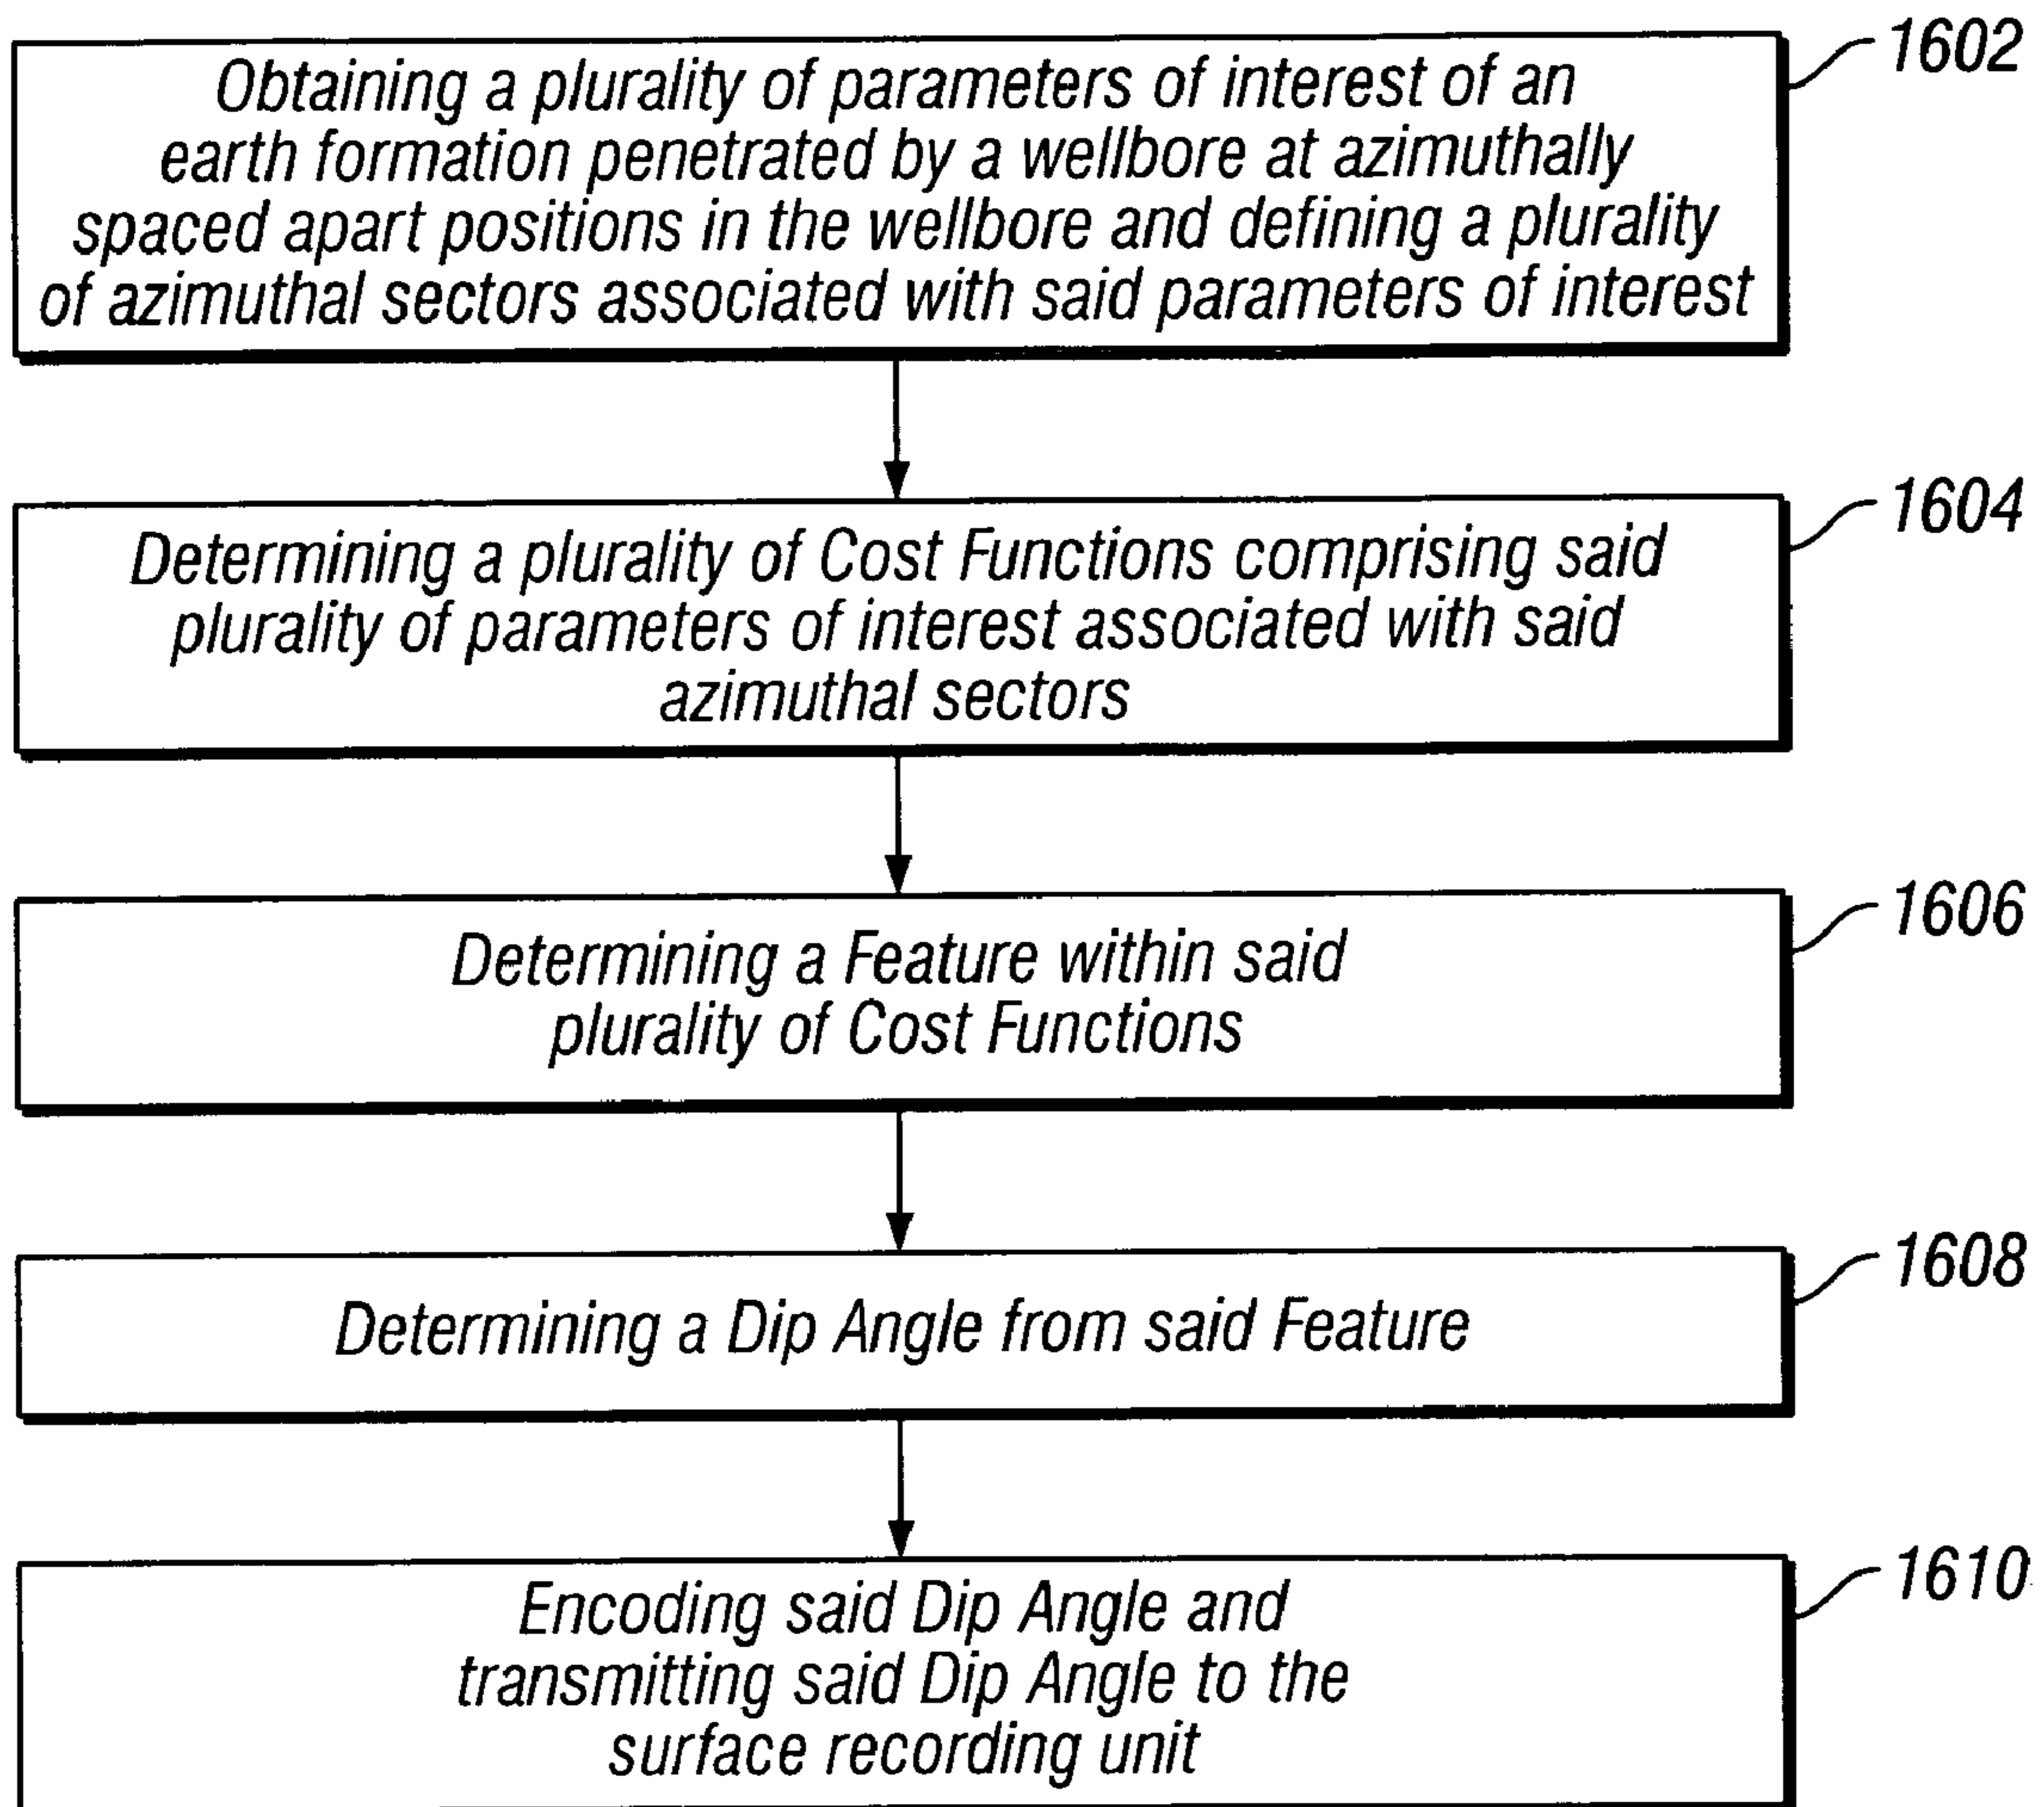 Obtaining a plurality of parameters of interest of an
earth formation penetrated by a wellbore at azimuthally
spaced apart positions in the wellbore and defining a plurality
of azimuthal sectors associated with said parameters of interest
1602
Determining a plurality of Cost Functions comprising said
plurality of parameters of interest associated with said
azimuthal sectors
1604
Determining a Feature within said
plurality of Cost Functions
1606
Determining a Dip Angle from said Feature
1608
Encoding said Dip Angle and
transmitting said Dip Angle to the
surface recording unit
1610